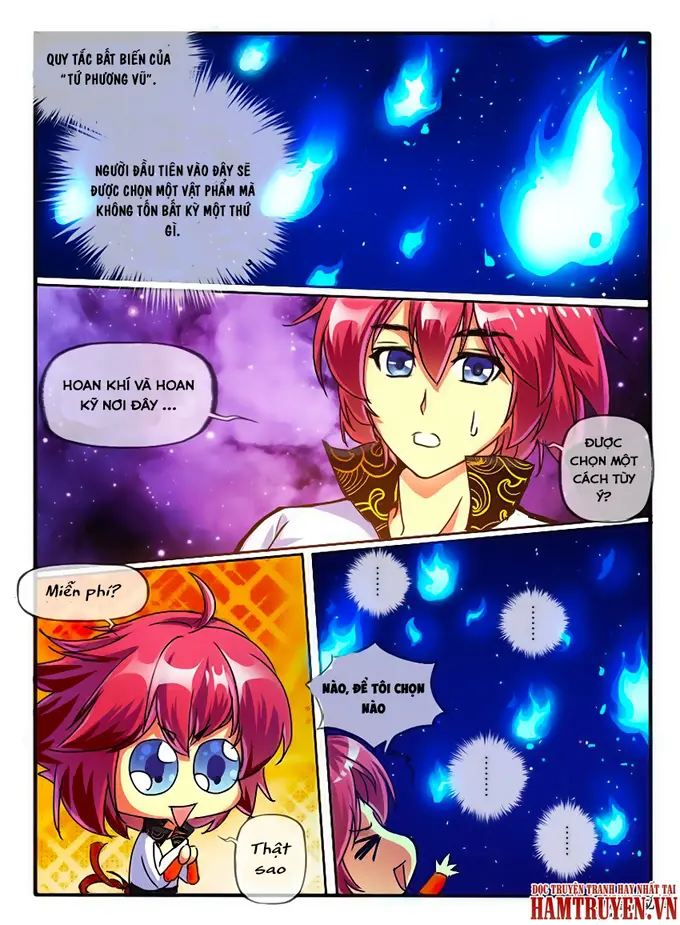 QUY TẮC BẤT BIẾN CỦA
"TỨ PHƯƠNG VŨ".
NGƯỜI ĐẦU TIÊN VÀO ĐÂY SẼ
ĐƯỢC CHỌN MỘT VẬT PHẨM MÀ
KHÔNG TỐN BẤT KỲ MỘT THỨ
GÌ.
HOAN KHÍ VÀ HOAN
KỸ NƠI ĐÂY ...
ĐƯỢC
CHỌN MỘT
CÁCH TÙY
Ý?
Miễn phí?
Thật
sao
......
NÀO, ĐỂ TÔI CHỌN
NÀO
......
......
......
ĐỌC TRUYỆN TRANH HAY NHẤT TẠI
HAMTRUYEN.VN